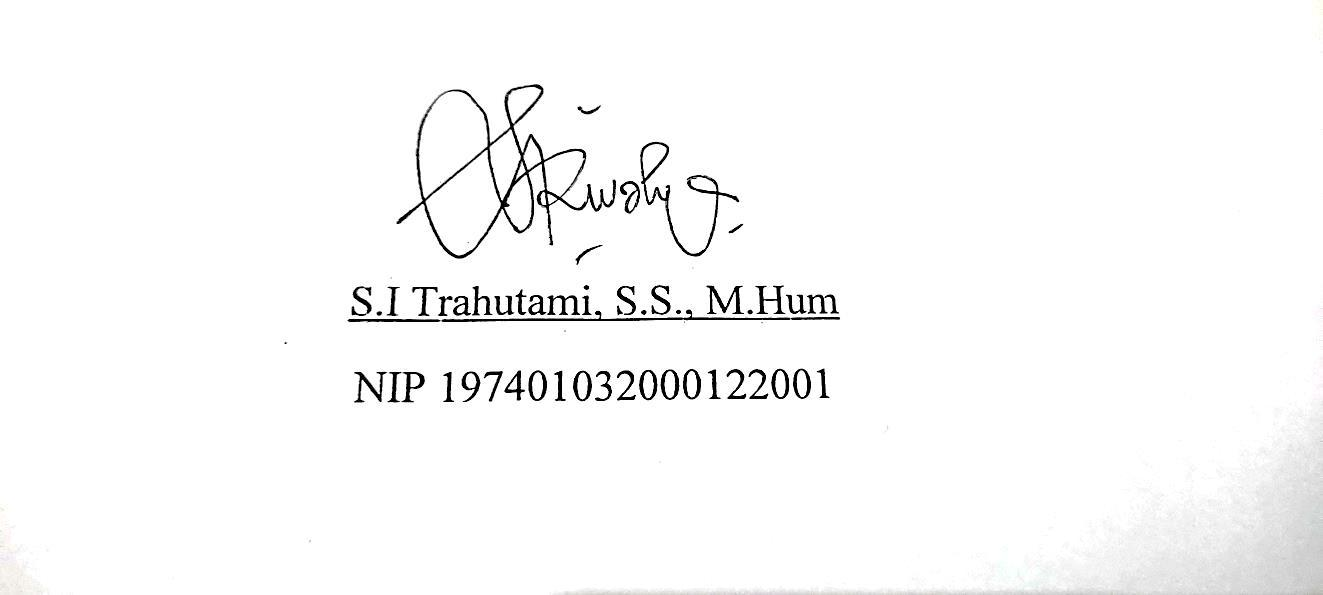 S.I Trahutami, S.S., M.Hum
NIP 197401032000122001